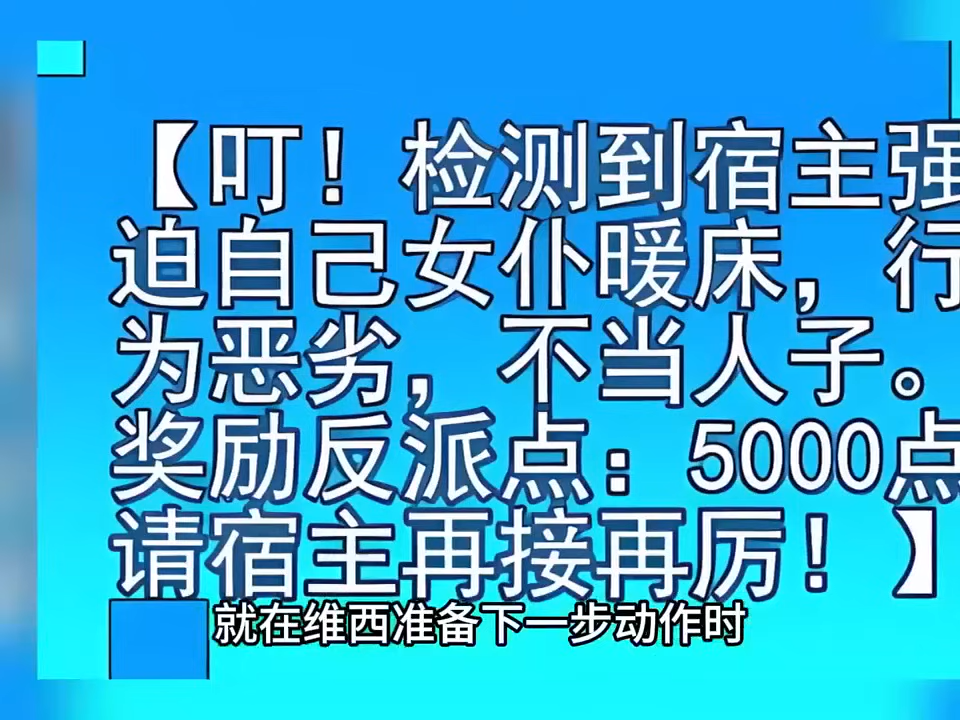 【叮！检测到宿主强
迫自己女仆暖床，行
为恶劣，不当人子。
奖励反派点：5000点
请宿主再接再厉！】
就在维西准备下一步动作时